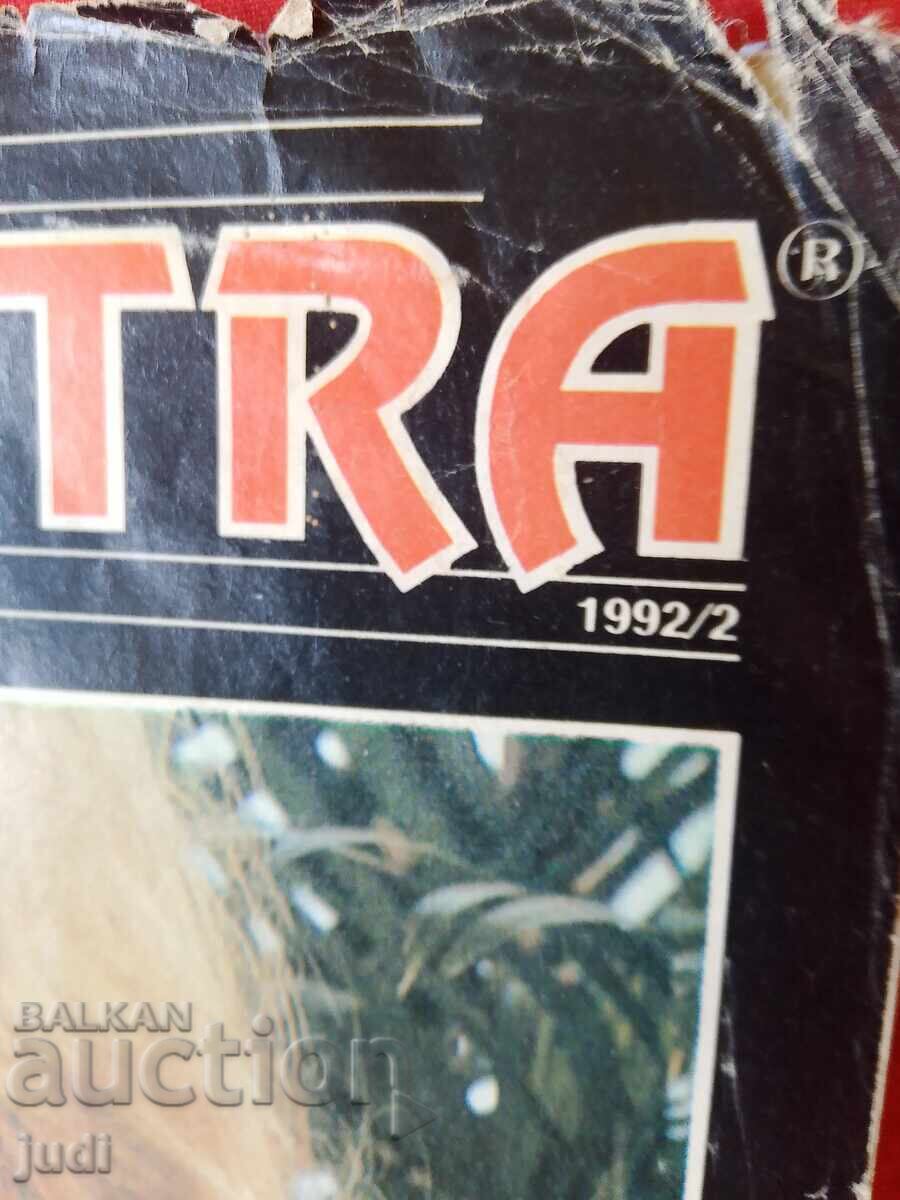 TRA ®
1992/2
BALKAN
auction
judi